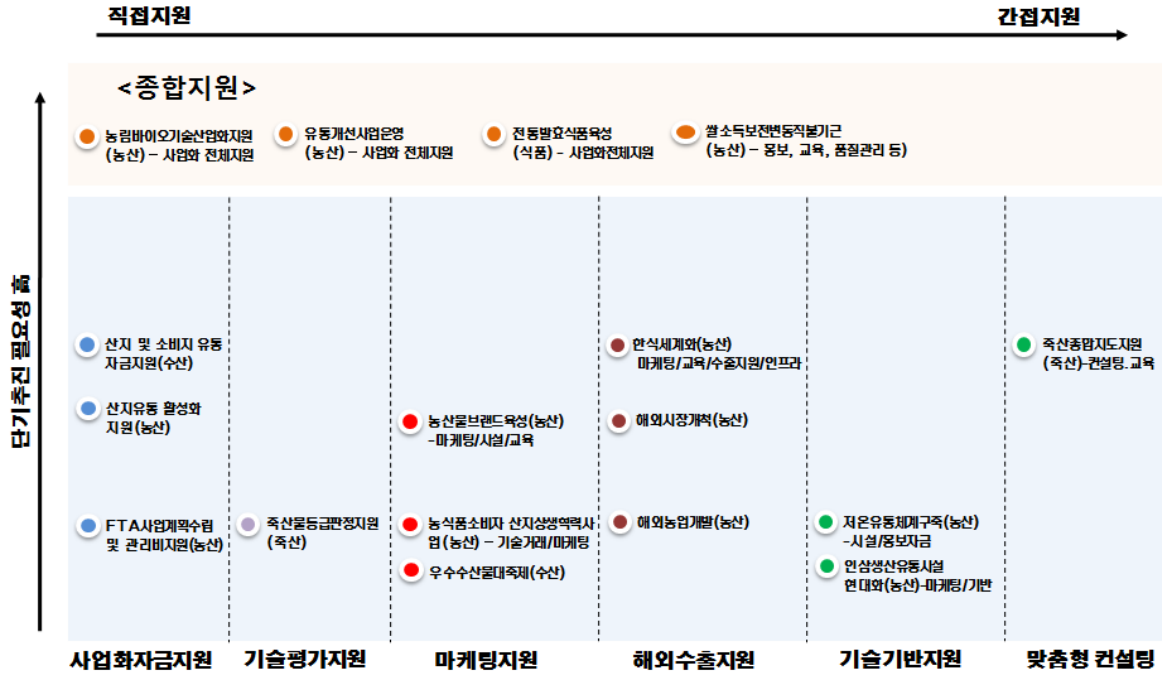 직접지원
간접지원
<종합지원>
농림바이오기술산업화지원
(농산) – 사업화 전체지원
유통개선사업운영
(농산) – 사업화 전체지원
전통발효식품육성
(식품) - 사업화전체지원
쌀소득보전변동직불기근
(농산) – 홍보, 교육, 품질관리 등)
단기추진 필요성 높
산지 및 소비지 유통
자금지원(수산)
산지유통 활성화
지원(농산)
FTA사업계획수립
및 관리비지원(농산)
축산물등급판정지원
(축산)
농산물브랜드육성(농산)
-마케팅/시설/교육
농식품소비자 산지상생협력사
업(농산) – 기술거래/마케팅
우수수산물대축제(수산)
한식세계화(농산)
마케팅/교육/수출지원/인프라
해외시장개척(농산)
해외농업개발(농산)
저온유통체계구축(농산)
-시설/홍보자금
인삼생산유통시설
현대화(농산)-마케팅/기반
축산종합지도지원
(축산)-컨설팅.교육
사업화자금지원
기술평가지원
마케팅지원
해외수출지원
기술기반지원
맞춤형 컨설팅